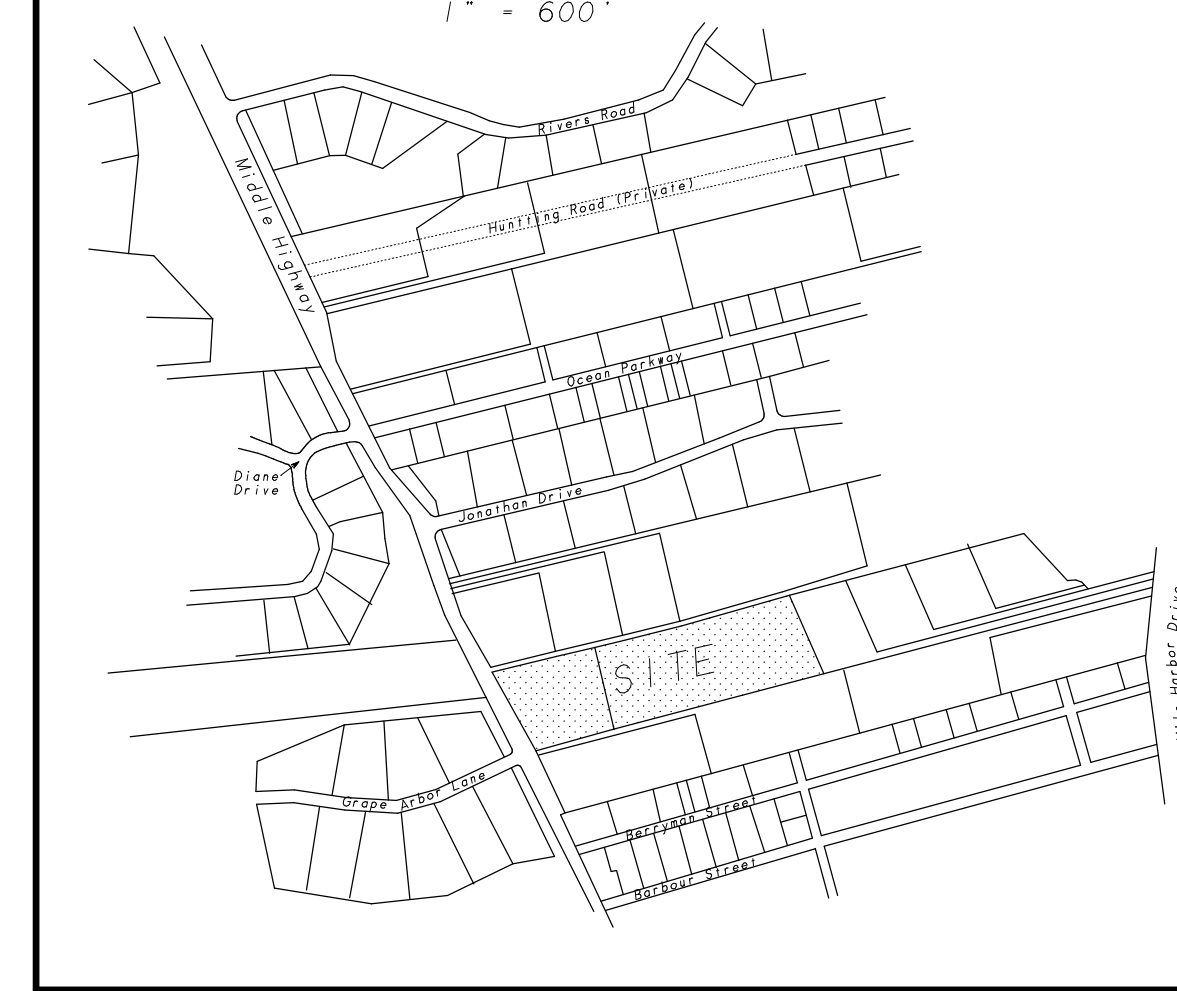 1" = 600'
Rivers Road
Middle Highway
Huntting Road (Private)
Ocean Parkway
Diane
Drive
Jonathan Drive
Harbor Drive
SITE
Grape Arbor Lane
Berryman Street
Barbour Street